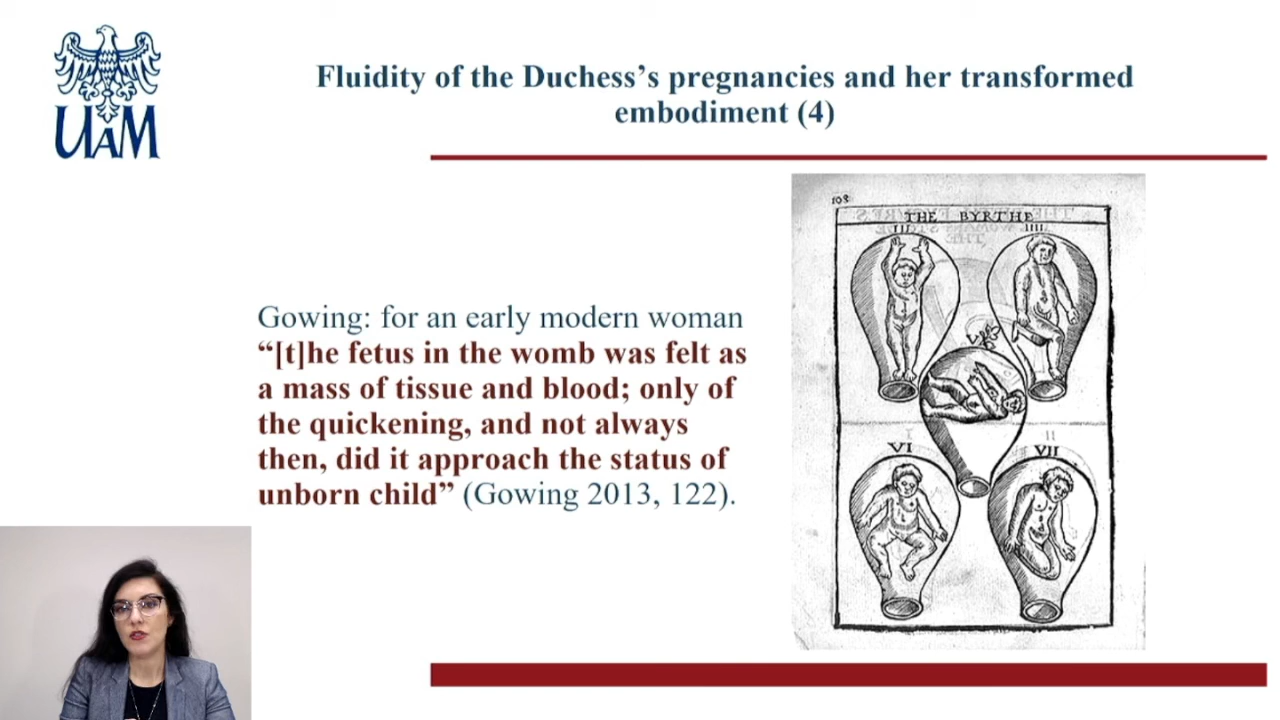 UAM
Fluidity of the Duchess’s pregnancies and her transformed
embodiment (4)
Gowing: for an early modern woman
“[t]he fetus in the womb was felt as
a mass of tissue and blood; only of
the quickening, and not always
then, did it approach the status of
unborn child” (Gowing 2013, 122).
108
THE BYRTHE
III IIII
V
VI VII